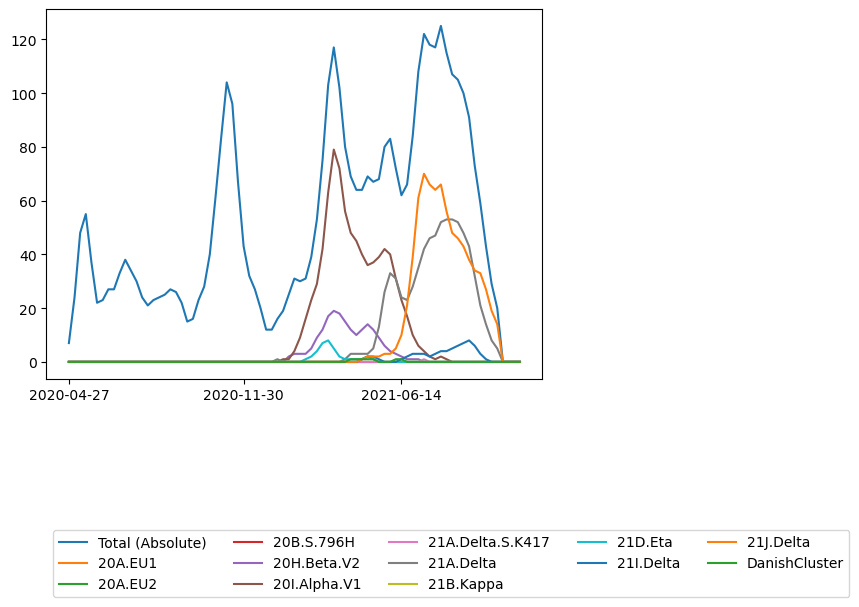 120
100
80
60
40
20
0
2020-04-27 2020-11-30 2021-06-14
Total (Absolute) 20B.S.796H 21A.Delta.S.K417 21D.Eta 21J.Delta
20A.EU1 20H.Beta.V2 21A.Delta 21I.Delta DanishCluster
20A.EU2 20I.Alpha.V1 21B.Kappa